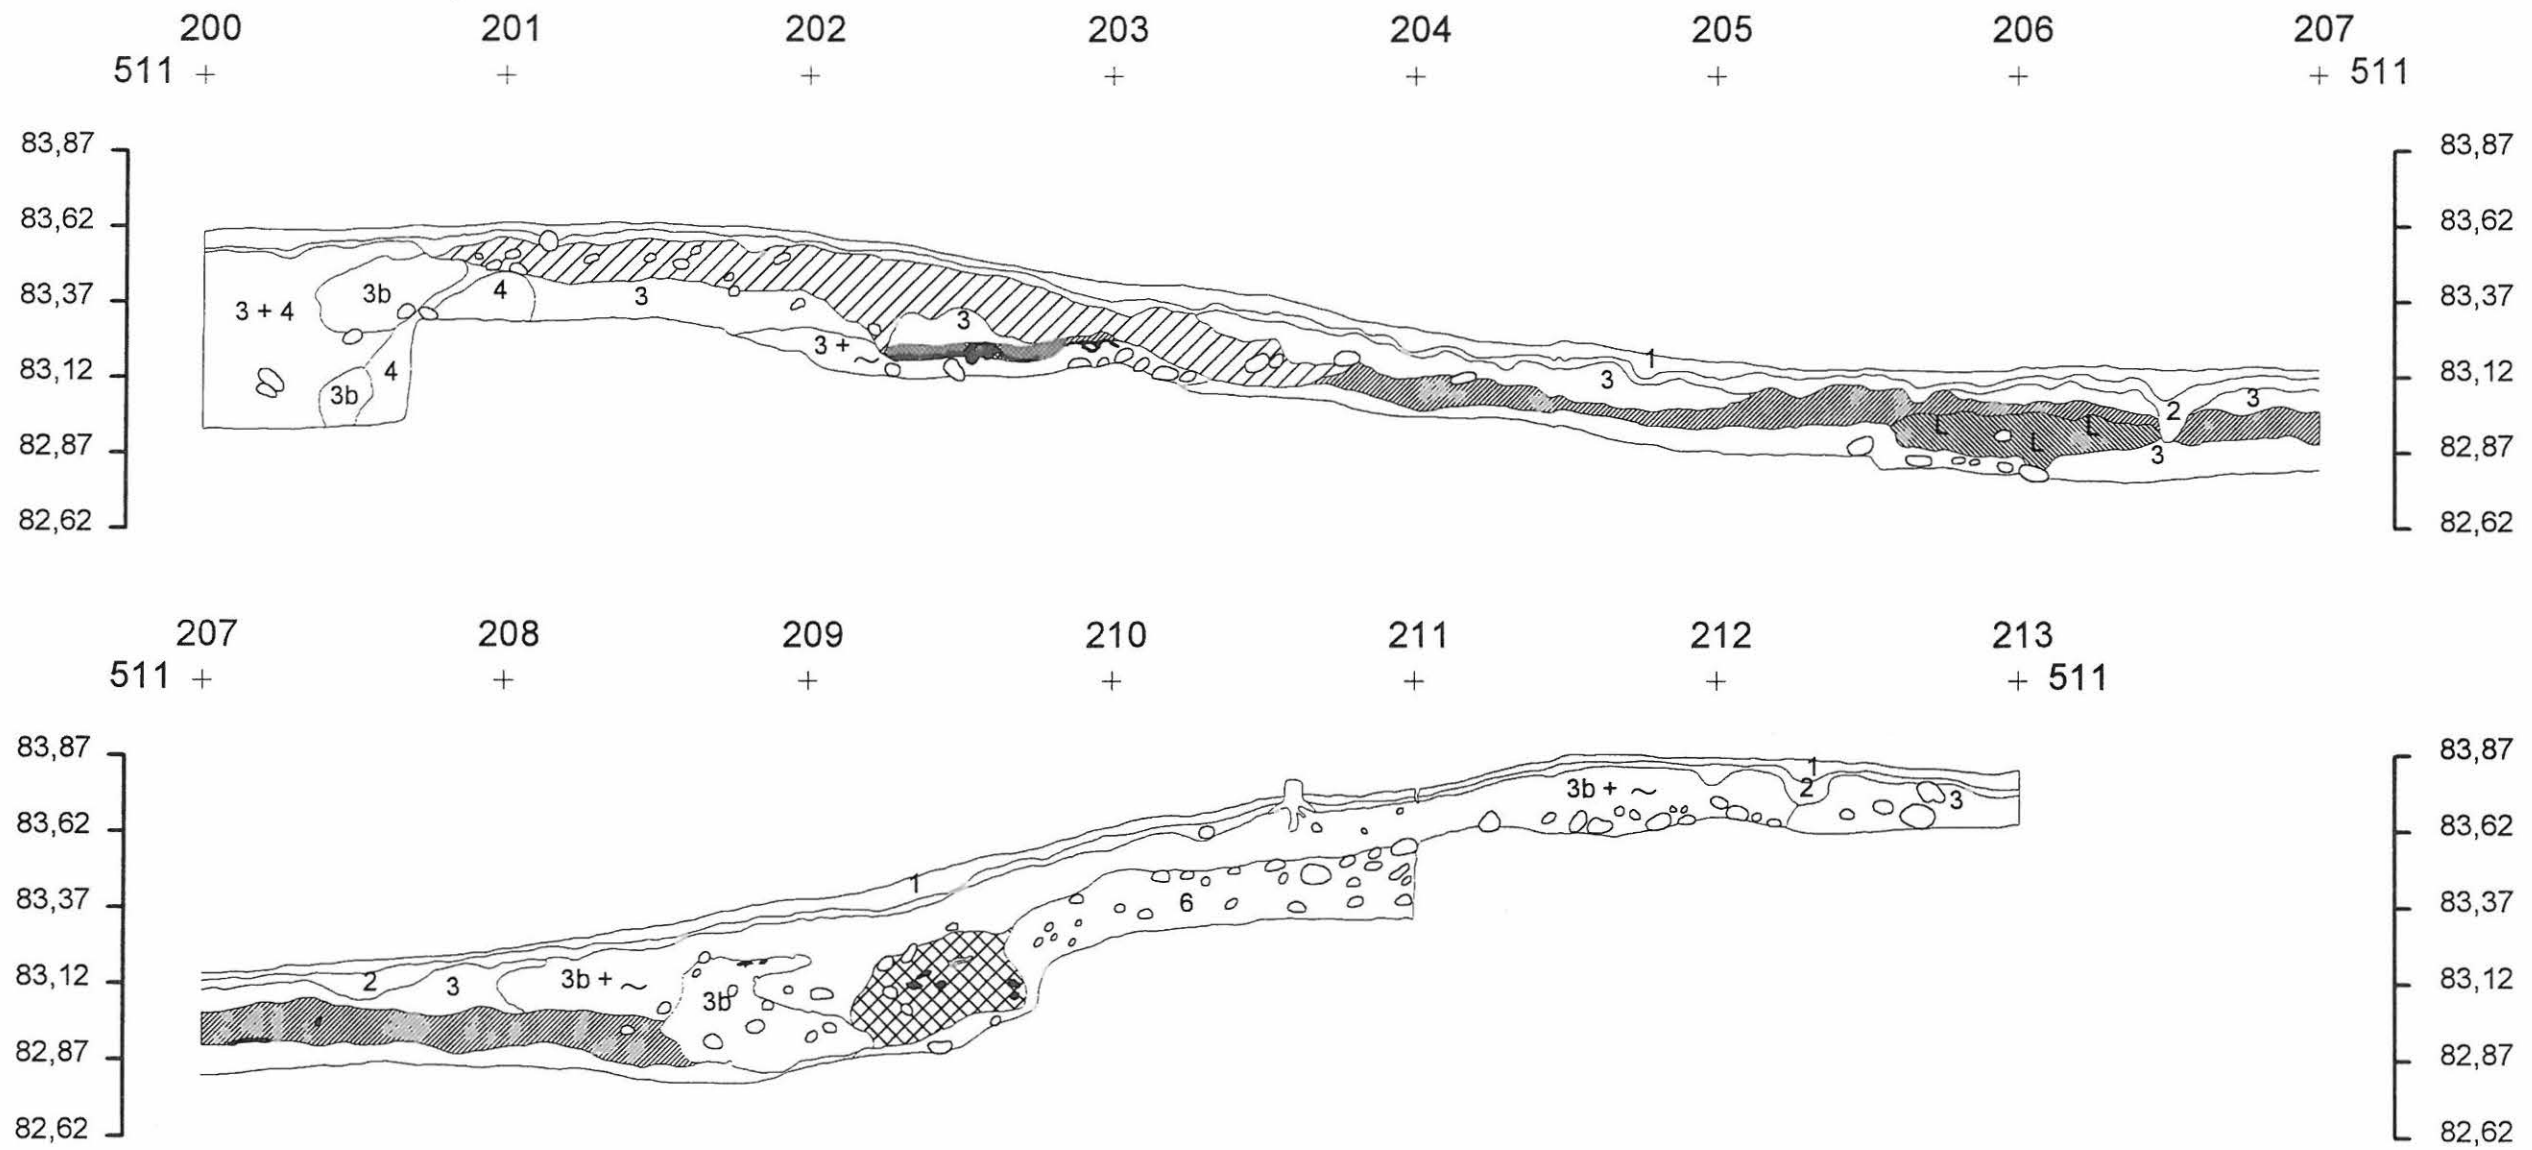 200 201 202 203 204 205 206 207
511 + + + + + + + + 511
83,87 83,87
83,62 83,62
83,37 83,37
83,12 83,12
82,87 82,87
82,62 82,62
3b 4 3
3 + 4 3
3 + ~ 1
4 3
3b 3
2
L L
L 3
207 208 209 210 211 212 213
511 + + + + + + + 511
83,87 83,87
83,62 83,62
83,37 83,37
83,12 83,12
82,87 82,87
82,62 82,62
1
3b + ~ 2 3
1
6
2 3 3b + ~
3b